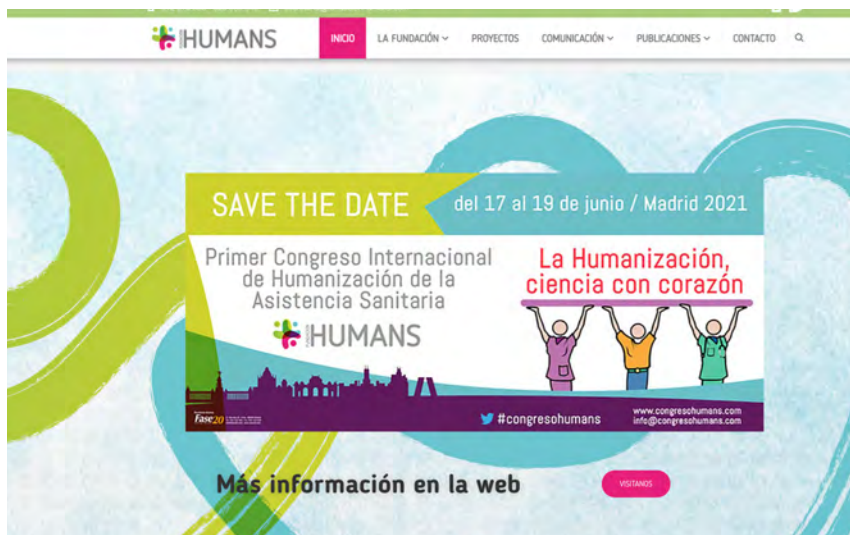 HUMANS
INICIO LA FUNDACIÓN PROYECTOS COMUNICACIÓN PUBLICACIONES CONTACTO
SAVE THE DATE del 17 al 19 de junio / Madrid 2021
Primer Congreso Internacional
de Humanización de la
Asistencia Sanitaria
La Humanización,
ciencia con corazón
HUMANS
Fase20
#congresohumans
www.congresohumans.com
info@congresohumans.com
Más información en la web
VISITANOS